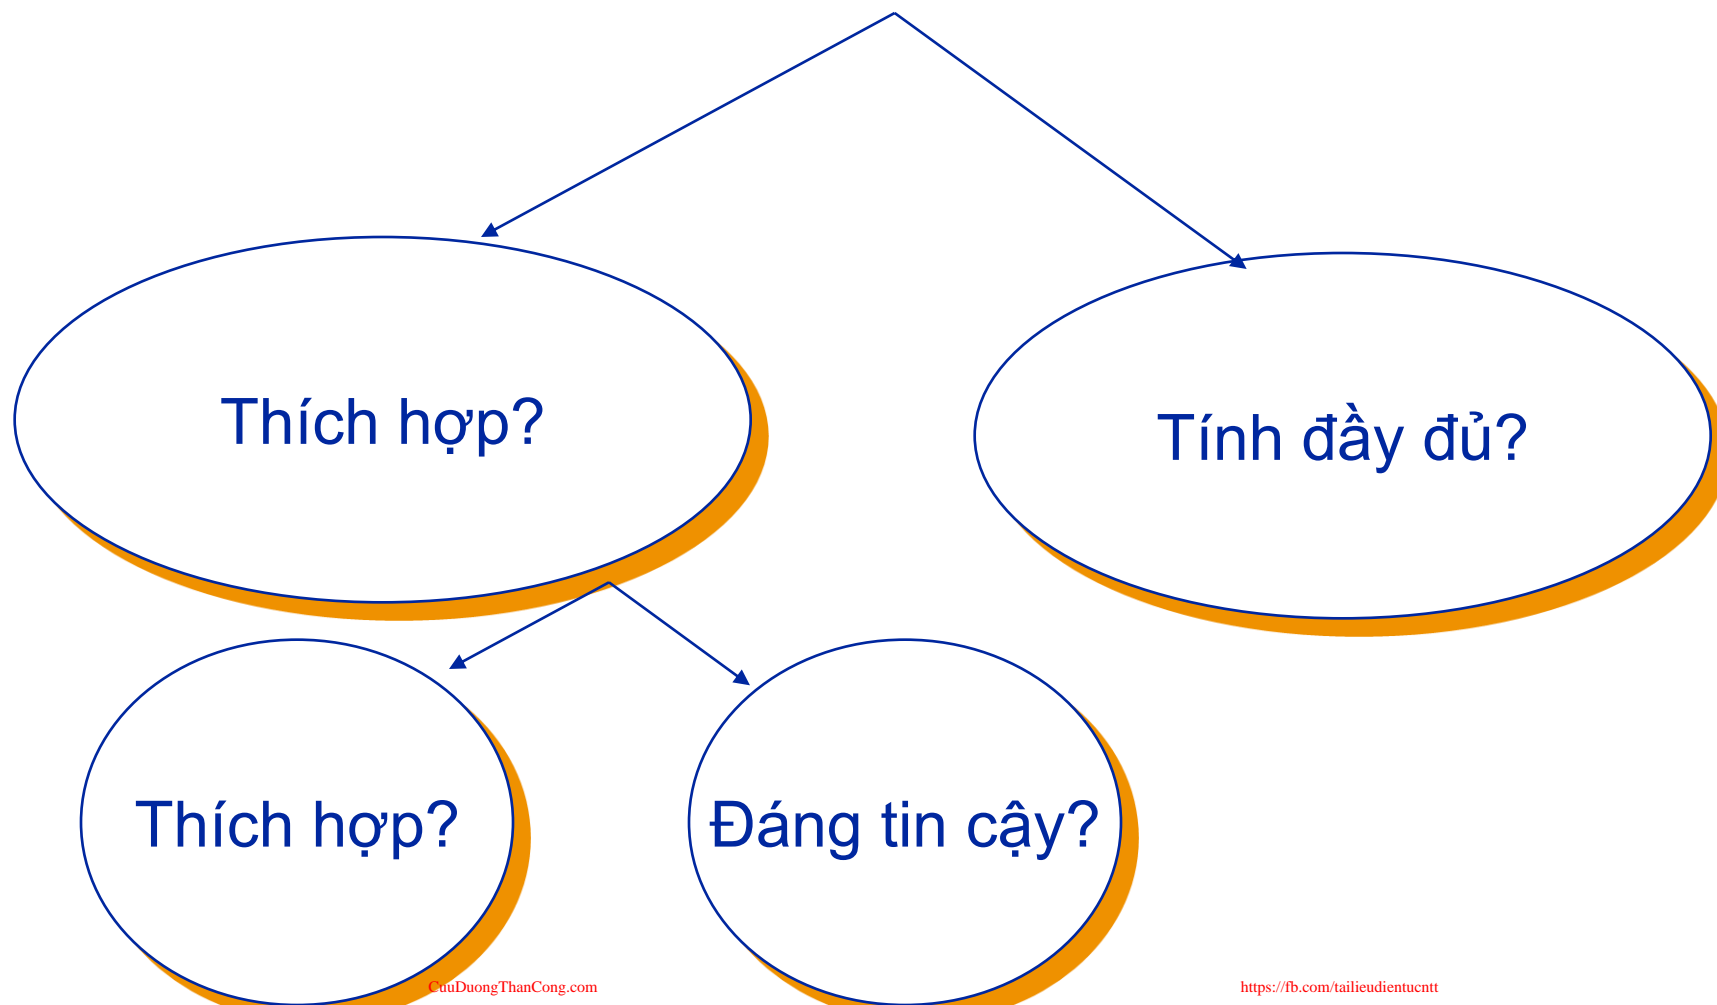 Thích hợp?
Tính đầy đủ?
Thích hợp?
Đáng tin cậy?
CuuDuongThanCong.com
https://fb.com/tailieudientucntt